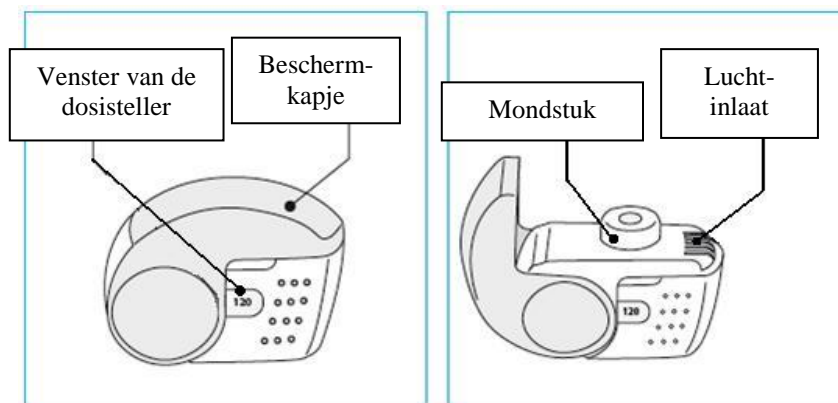 Venster van de
dosisteller
Bescherm-
kapje
120
Mondstuk
Lucht-
inlaat
120